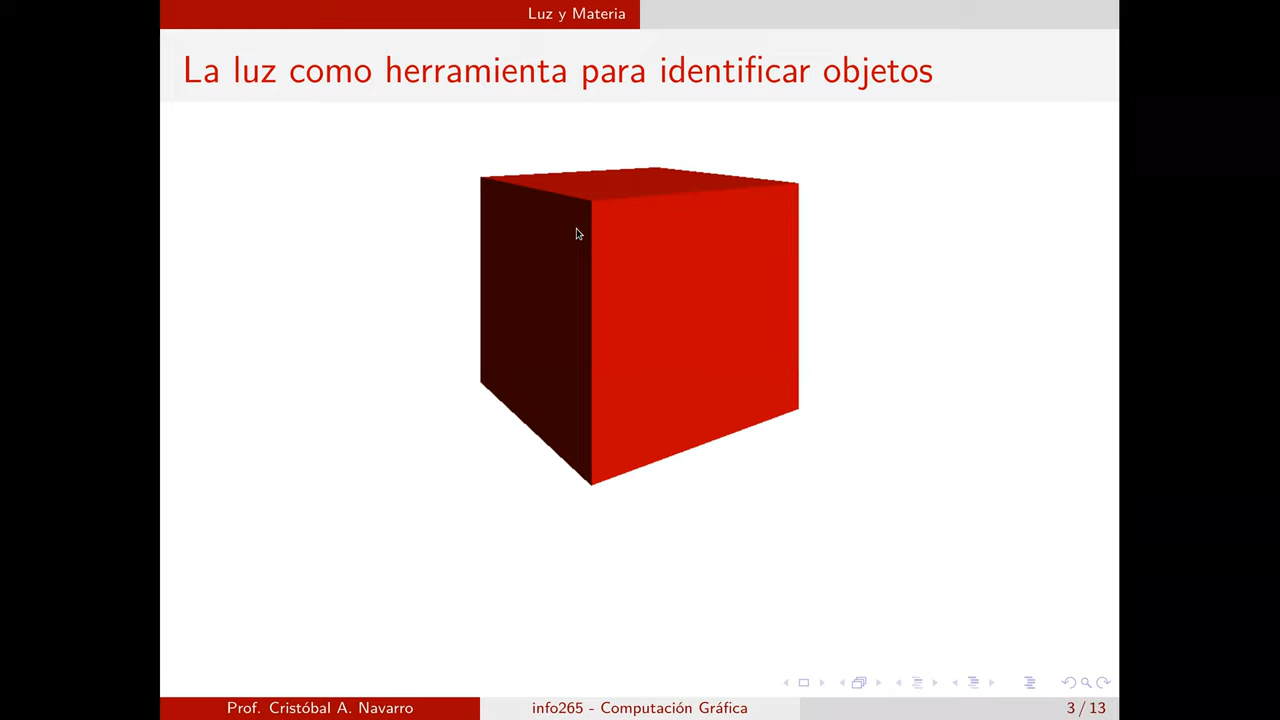 Luz y Materia
La luz como herramienta para identificar objetos
Prof. Cristóbal A. Navarro
info265 - Computación Gráfica
3 / 13